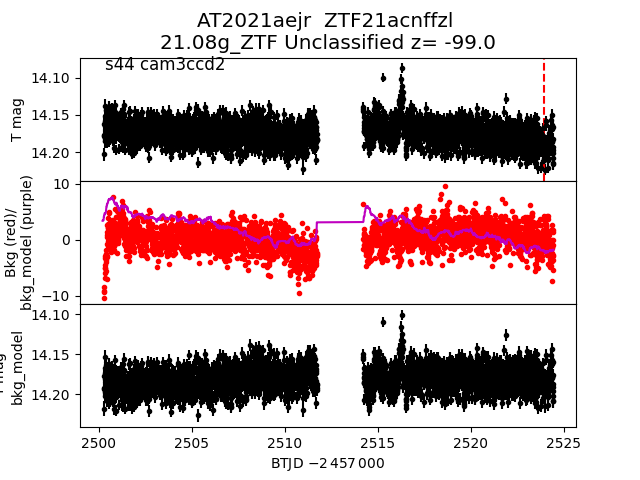 AT2021aejr ZTF21acnffzl
21.08g_ZTF Unclassified z= -99.0
s44 cam3ccd2
T mag
14.10
14.15
14.20
Bkg (red)/
bkg_model (purple)
10
0
−10
bkg_model
14.10
14.15
14.20
2500
2505
2510
2515
2520
2525
BTJD −2 457 000